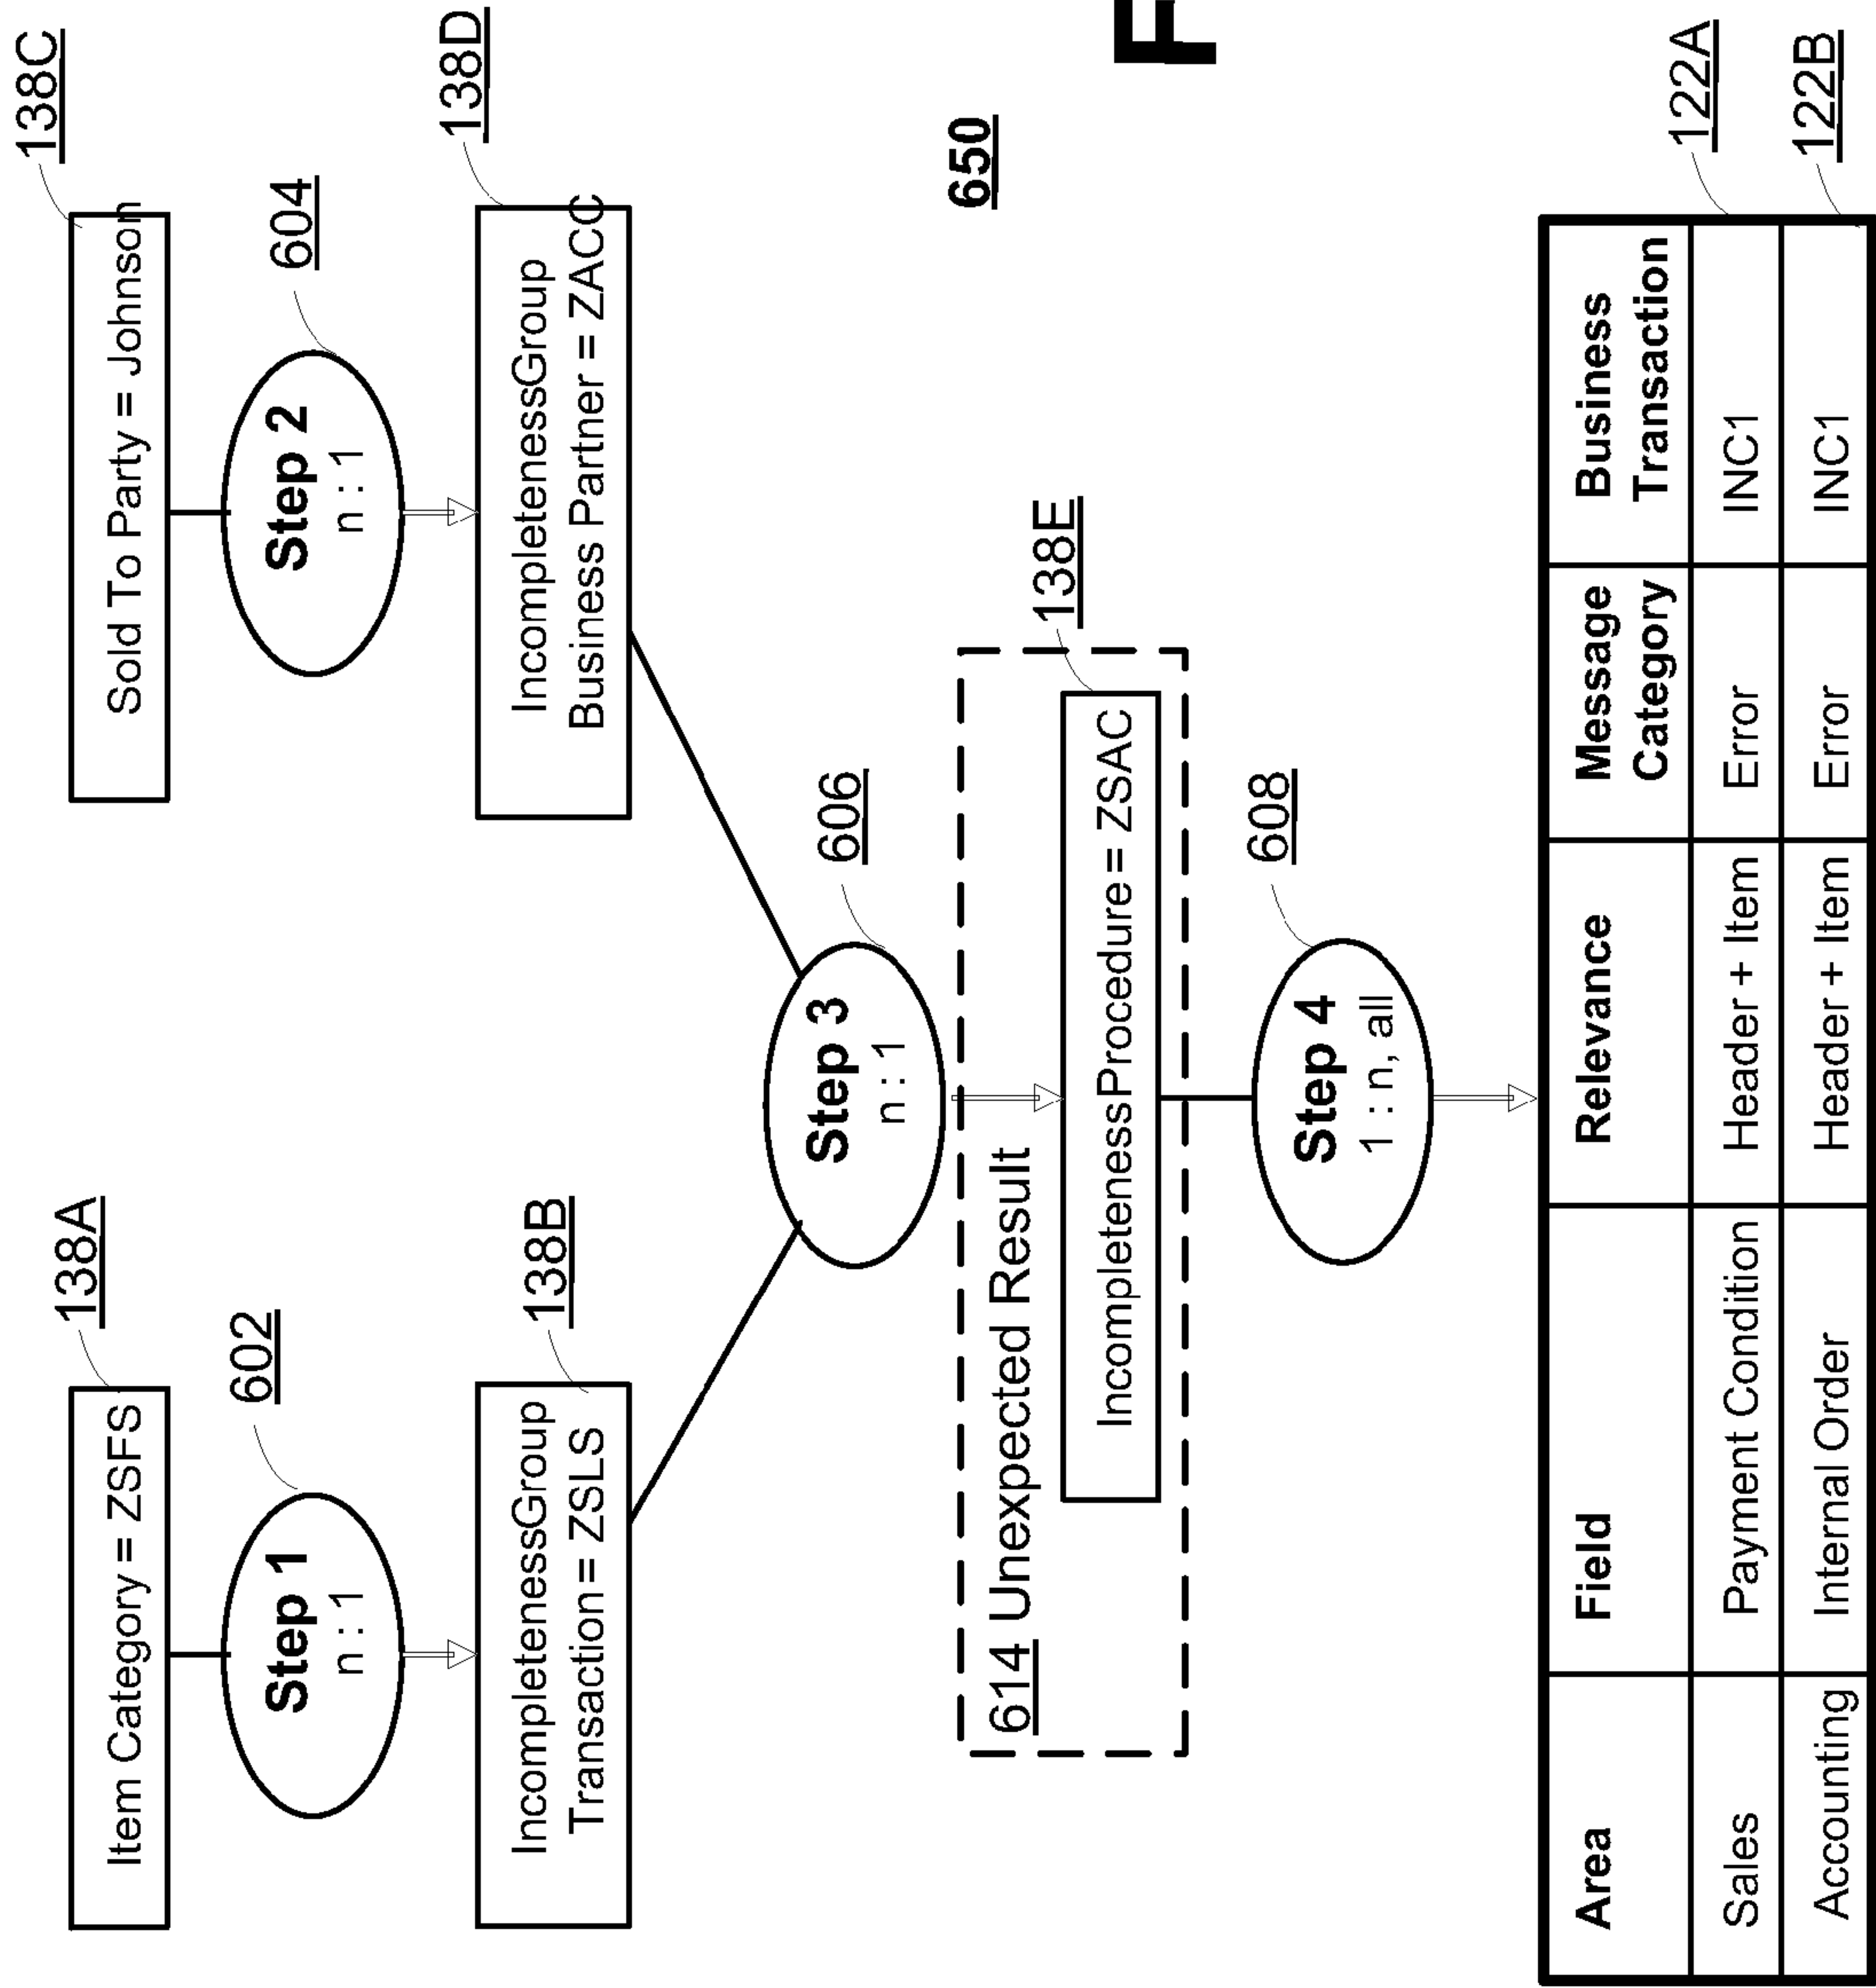 138A
138C
Item Category = ZSFS
Sold To Party = Johnson
602
604
Step 1
n : 1
Step 2
n : 1
138B
138D
IncompletenessGroup
Transaction = ZSLS
IncompletenessGroup
Business Partner = ZACC
606
Step 3
n : 1
650
614 Unexpected Result
138E
IncompletenessProcedure = ZSAC
F
608
Step 4
1 : n, all
Area Field Relevance Message Category Business Transaction
Sales Payment Condition Header + Item Error INC1
122A
Accounting Internal Order Header + Item Error INC1
122B